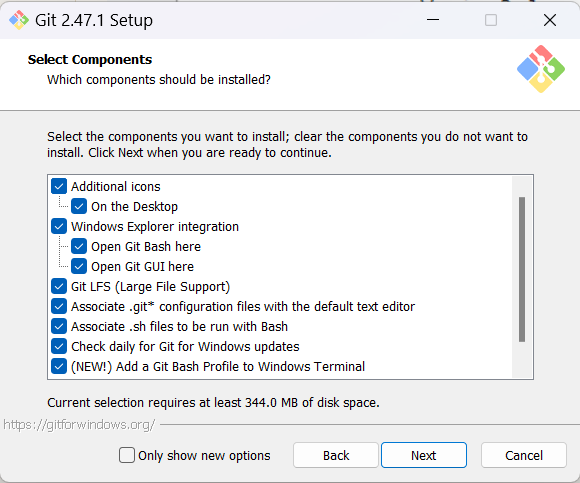 Git 2.47.1 Setup
Select Components
Which components should be installed?
Select the components you want to install; clear the components you do not want to
install. Click Next when you are ready to continue.
Additional icons
On the Desktop
Windows Explorer integration
Open Git Bash here
Open Git GUI here
Git LFS (Large File Support)
Associate .git* configuration files with the default text editor
Associate .sh files to be run with Bash
Check daily for Git for Windows updates
(NEW!) Add a Git Bash Profile to Windows Terminal
Current selection requires at least 344.0 MB of disk space.
https://gitforwindows.org/
Only show new options
Back
Next
Cancel